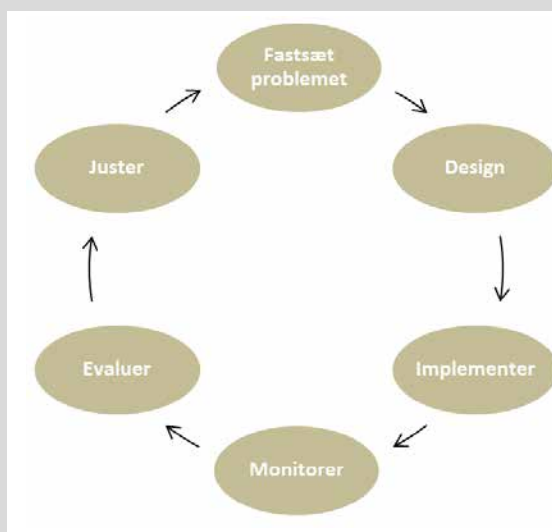 Fastsæt
problemet
Design
Implementer
Monitorer
Evaluer
Juster